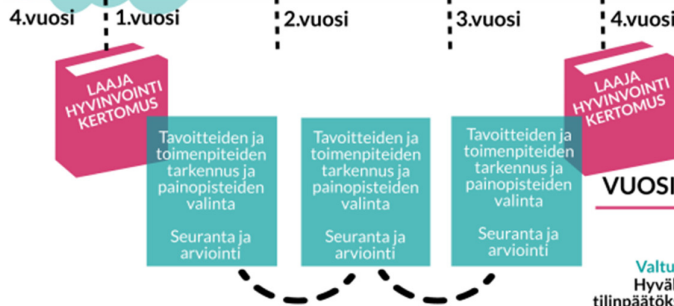 4.vuosi
1.vuosi
2.vuosi
3.vuosi
4.vuosi
LAAJA
HYVINVOINTI
KERTOMUS
LAAJA
HYVINVOINTI
KERTOMUS
Tavoitteiden ja
toimenpiteiden
tarkennus ja
painopisteiden
valinta
Seuranta ja
arviointi
Tavoitteiden ja
toimenpiteiden
tarkennus ja
painopisteiden
valinta
Seuranta ja
arviointi
Tavoitteiden ja
toimenpiteiden
tarkennus ja
painopisteiden
valinta
Seuranta ja
arviointi
VUOSI
Valtu
Hyväl
tilinpäätök